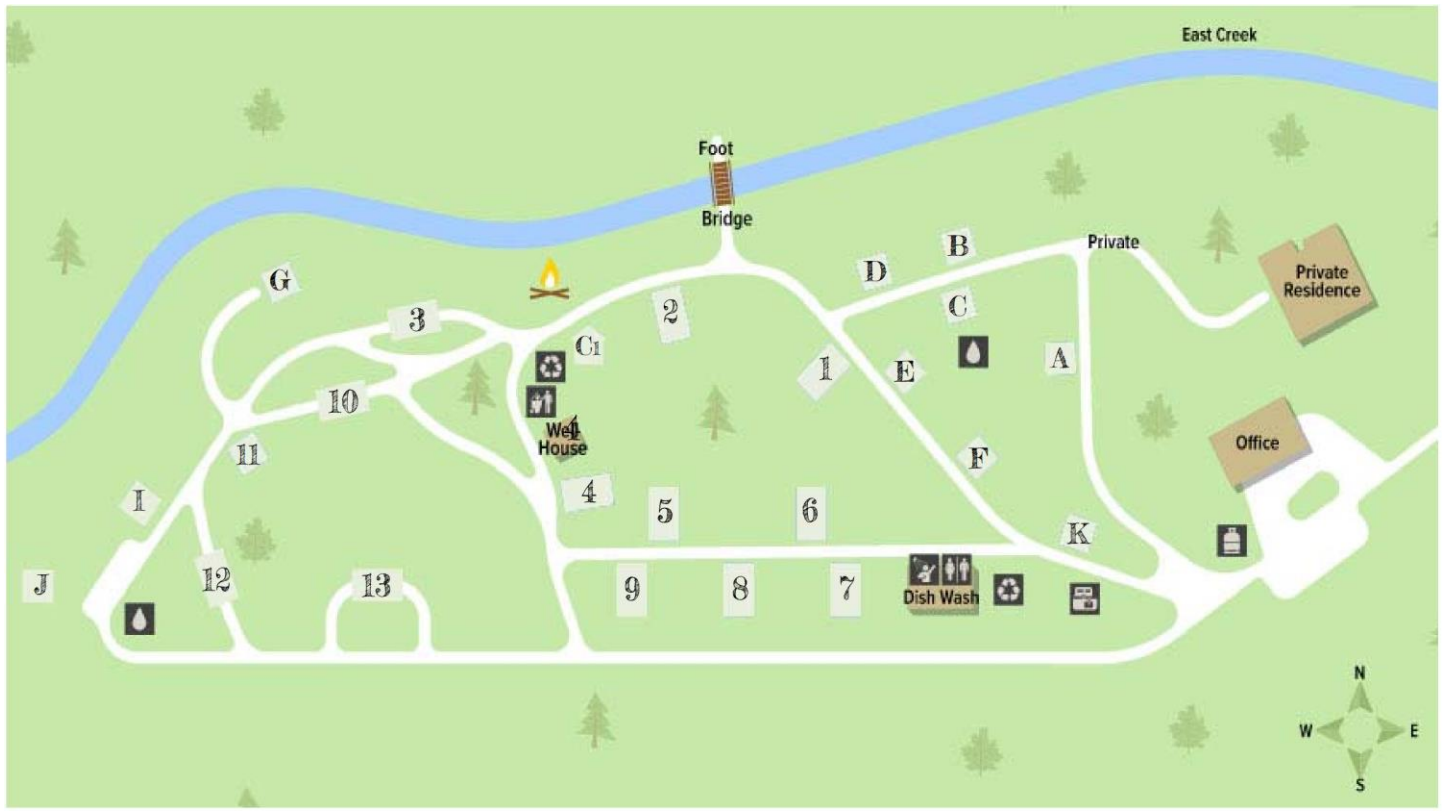 East Creek
Foot
Bridge
Private
Private
Residence
B
D
C
G
3
2
C1
1
E
A
10
Well
4
House
11
Office
F
I
4
5
6
K
J
12
13
9
8
7
Dish Wash
N
W
E
S